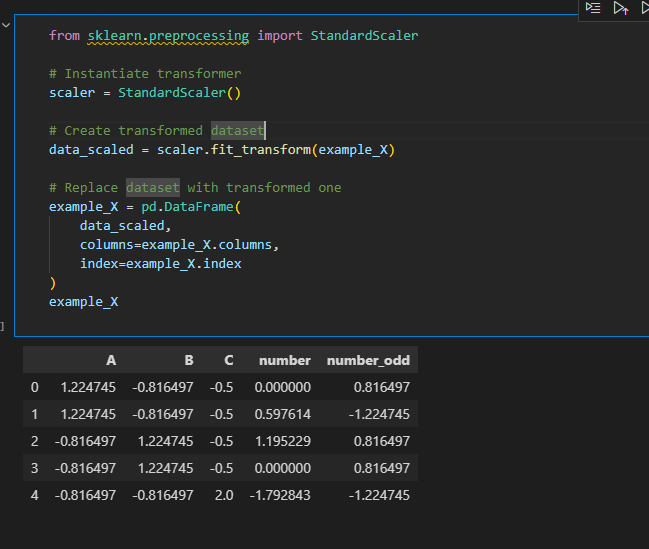 from sklearn.preprocessing import StandardScaler
# Instantiate transformer
scaler = StandardScaler()
# Create transformed dataset
data_scaled = scaler.fit_transform(example_X)
# Replace dataset with transformed one
example_X = pd.DataFrame(
data_scaled,
columns=example_X.columns,
index=example_X.index
)
example_X
]
A B C number number_odd
0 1.224745 -0.816497 -0.5 0.000000 0.816497
1 1.224745 -0.816497 -0.5 0.597614 -1.224745
2 -0.816497 1.224745 -0.5 1.195229 0.816497
3 -0.816497 1.224745 -0.5 0.000000 0.816497
4 -0.816497 -0.816497 2.0 -1.792843 -1.224745